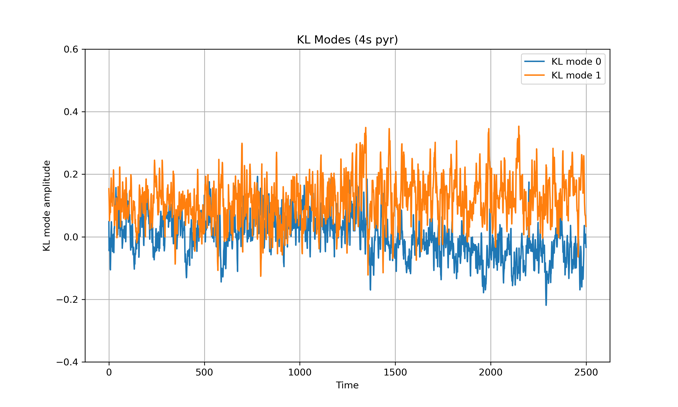 KL Modes (4s pyr)
KL mode 0
KL mode 1
KL mode amplitude
0.6
0.4
0.2
0.0
−0.2
−0.4
0 500 1000 1500 2000 2500
Time